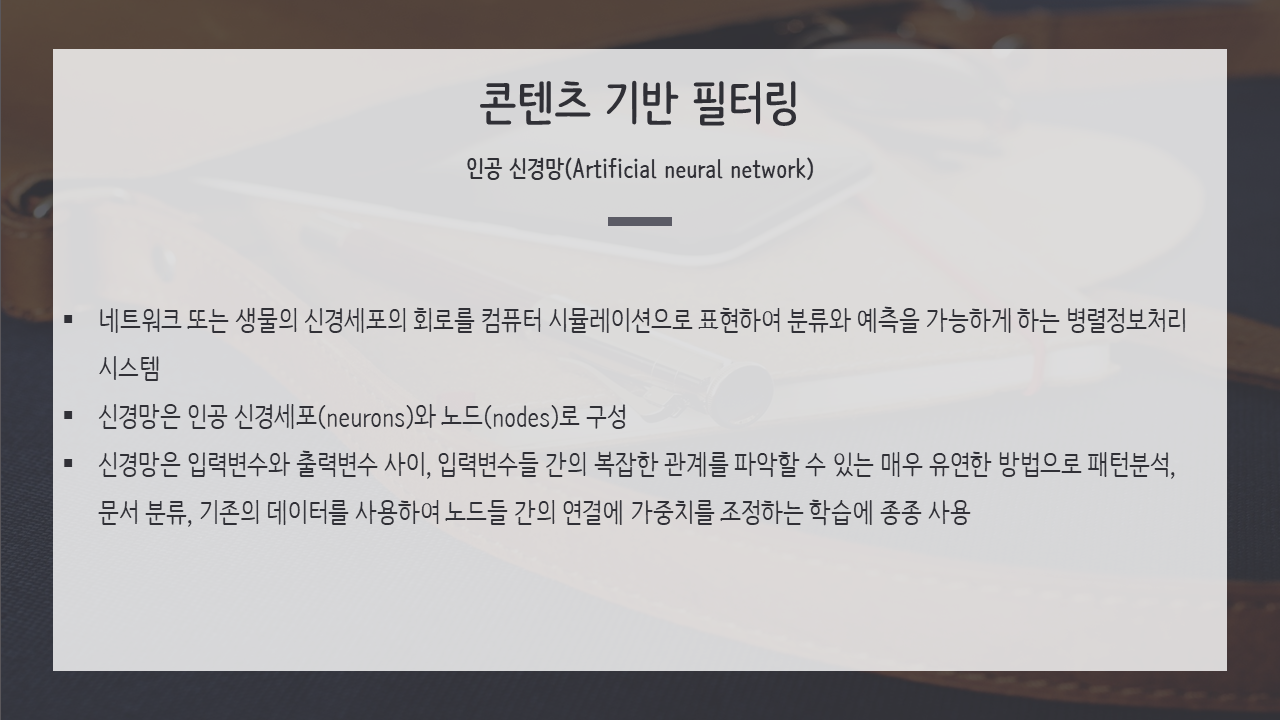 콘텐츠 기반 필터링
인공 신경망(Artificial neural network)
▪ 네트워크 또는 생물의 신경세포의 회로를 컴퓨터 시뮬레이션으로 표현하여 분류와 예측을 가능하게 하는 병렬정보처리
시스템
▪ 신경망은 인공 신경세포(neurons)와 노드(nodes)로 구성
▪ 신경망은 입력변수와 출력변수 사이, 입력변수들 간의 복잡한 관계를 파악할 수 있는 매우 유연한 방법으로 패턴분석,
문서 분류, 기존의 데이터를 사용하여 노드들 간의 연결에 가중치를 조정하는 학습에 종종 사용